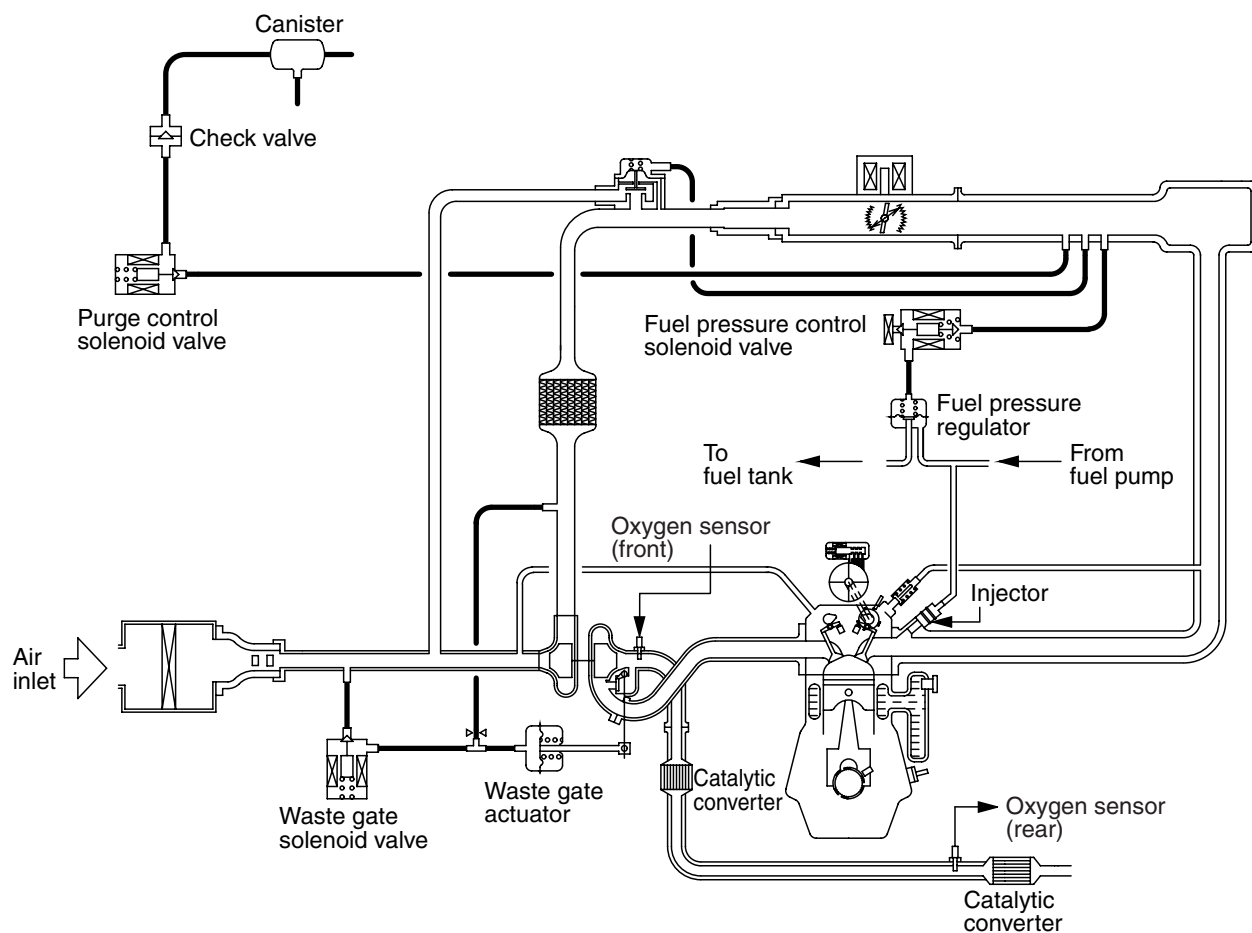 Canister
Check valve
Purge control
solenoid valve
Fuel pressure control
solenoid valve
Fuel pressure
regulator
To
fuel tank
From
fuel pump
Oxygen sensor
(front)
Injector
Air
inlet
Waste gate
actuator
Catalytic
converter
Waste gate
solenoid valve
Oxygen sensor
(rear)
Catalytic
converter